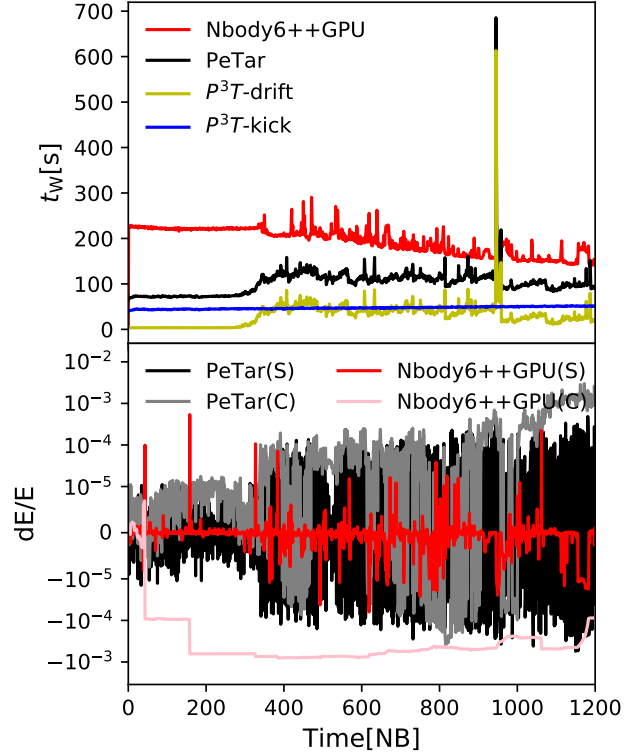 700
600
500
400
300
200
100
0
t_W[s]
Nbody6++GPU
PeTar
P³T-drift
P³T-kick
10⁻²
10⁻³
10⁻⁴
10⁻⁵
0
−10⁻⁵
−10⁻⁴
−10⁻³
dE/E
PeTar(S) Nbody6++GPU(S)
PeTar(C) Nbody6++GPU(C)
0 200 400 600 800 1000 1200
Time[NB]